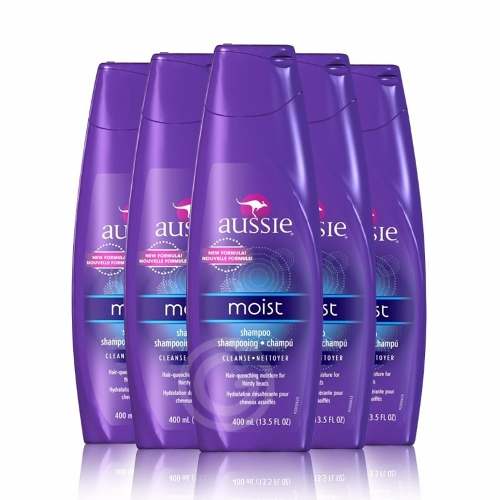 aussie
NEW FORMULA!
NOUVELLE FORMULE!
moist
shampoo
shampooing • champú
CLEANSE • NETTOYER
Hair-quenching moisture for
thirsty heads
Hydratation désaltérante pour
cheveux assoiffés
400 mL (13.5 FL OZ)